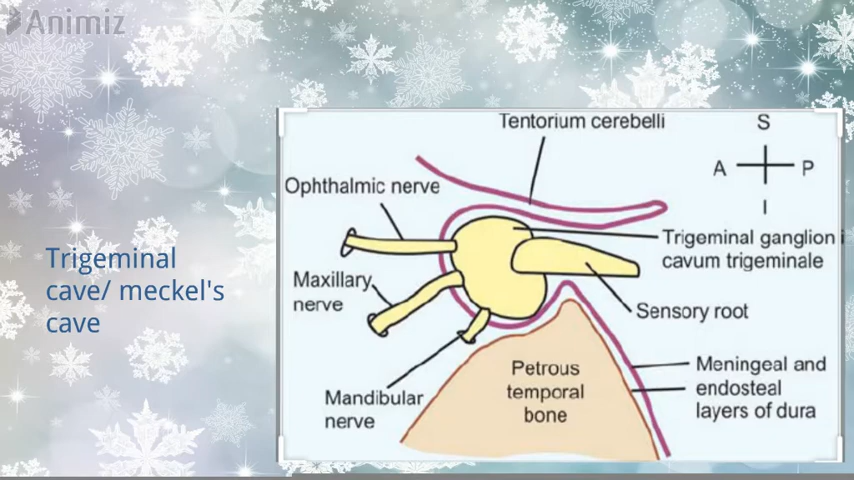 Animiz
Trigeminal
cave/ meckel's
cave
Tentorium cerebelli
S
A
P
I
Ophthalmic nerve
Trigeminal ganglion i
cavum trigeminale
Maxillary
nerve
Sensory root
Mandibular
nerve
Petrous
temporal
bone
Meningeal and
endosteal
layers of dura